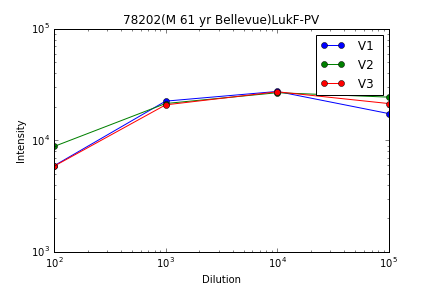 78202(M 61 yr Bellevue)LukF-PV
10^5
V1
V2
V3
10^4
Intensity
10^3
10^2
10^3
10^4
10^5
Dilution